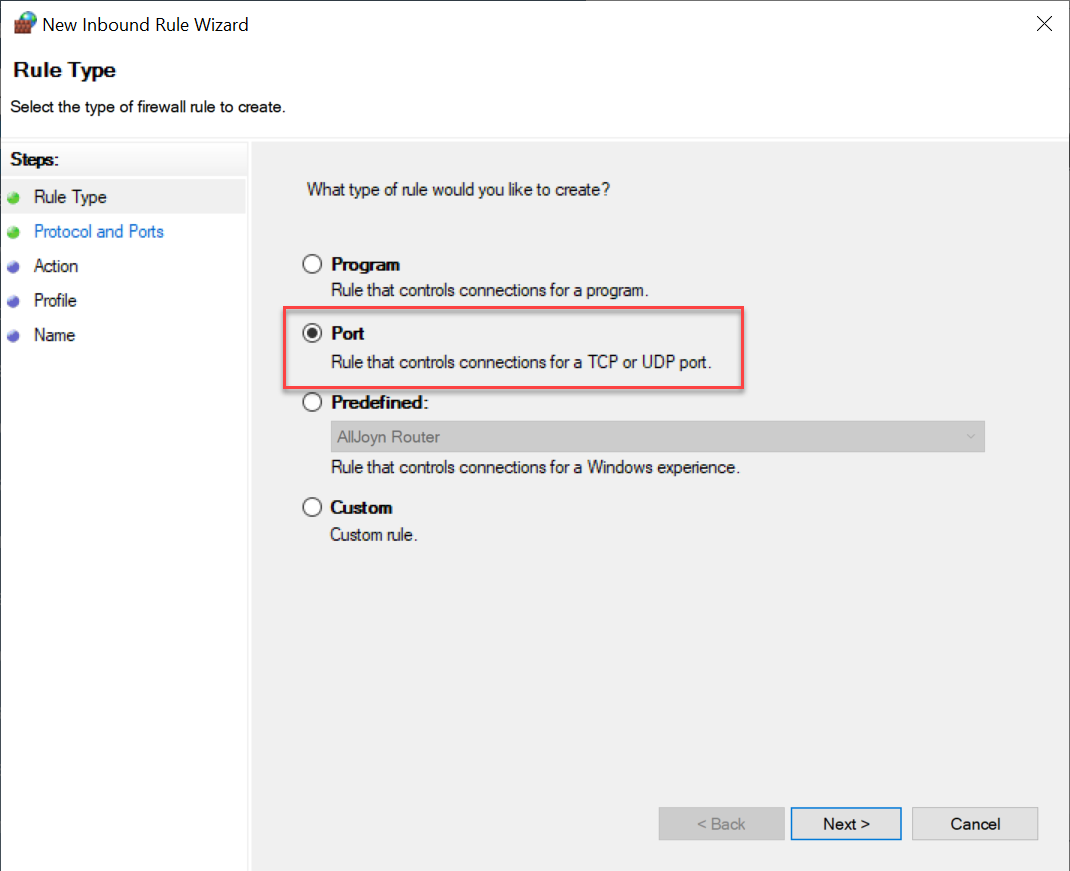 New Inbound Rule Wizard
Rule Type
Select the type of firewall rule to create.
Steps:
Rule Type
Protocol and Ports
Action
Profile
Name
What type of rule would you like to create?
Program
Rule that controls connections for a program.
Port
Rule that controls connections for a TCP or UDP port.
Predefined:
AllJoyn Router
Rule that controls connections for a Windows experience.
Custom
Custom rule.
< Back
Next >
Cancel